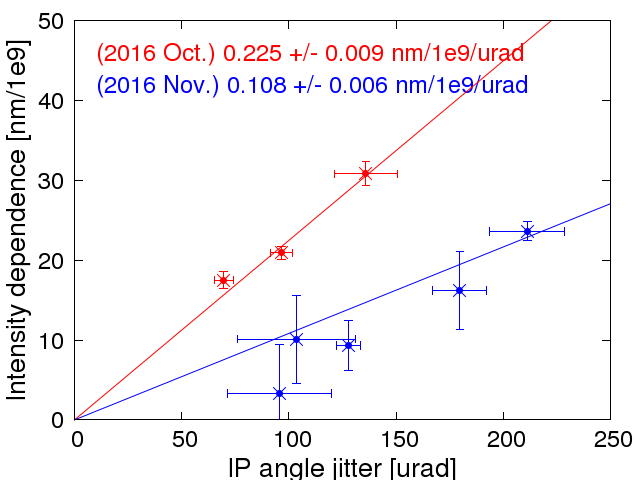 50
40
30
20
10
0
Intensity dependence [nm/1e9]
(2016 Oct.) 0.225 +/- 0.009 nm/1e9/urad
(2016 Nov.) 0.108 +/- 0.006 nm/1e9/urad
0 50 100 150 200 250
IP angle jitter [urad]